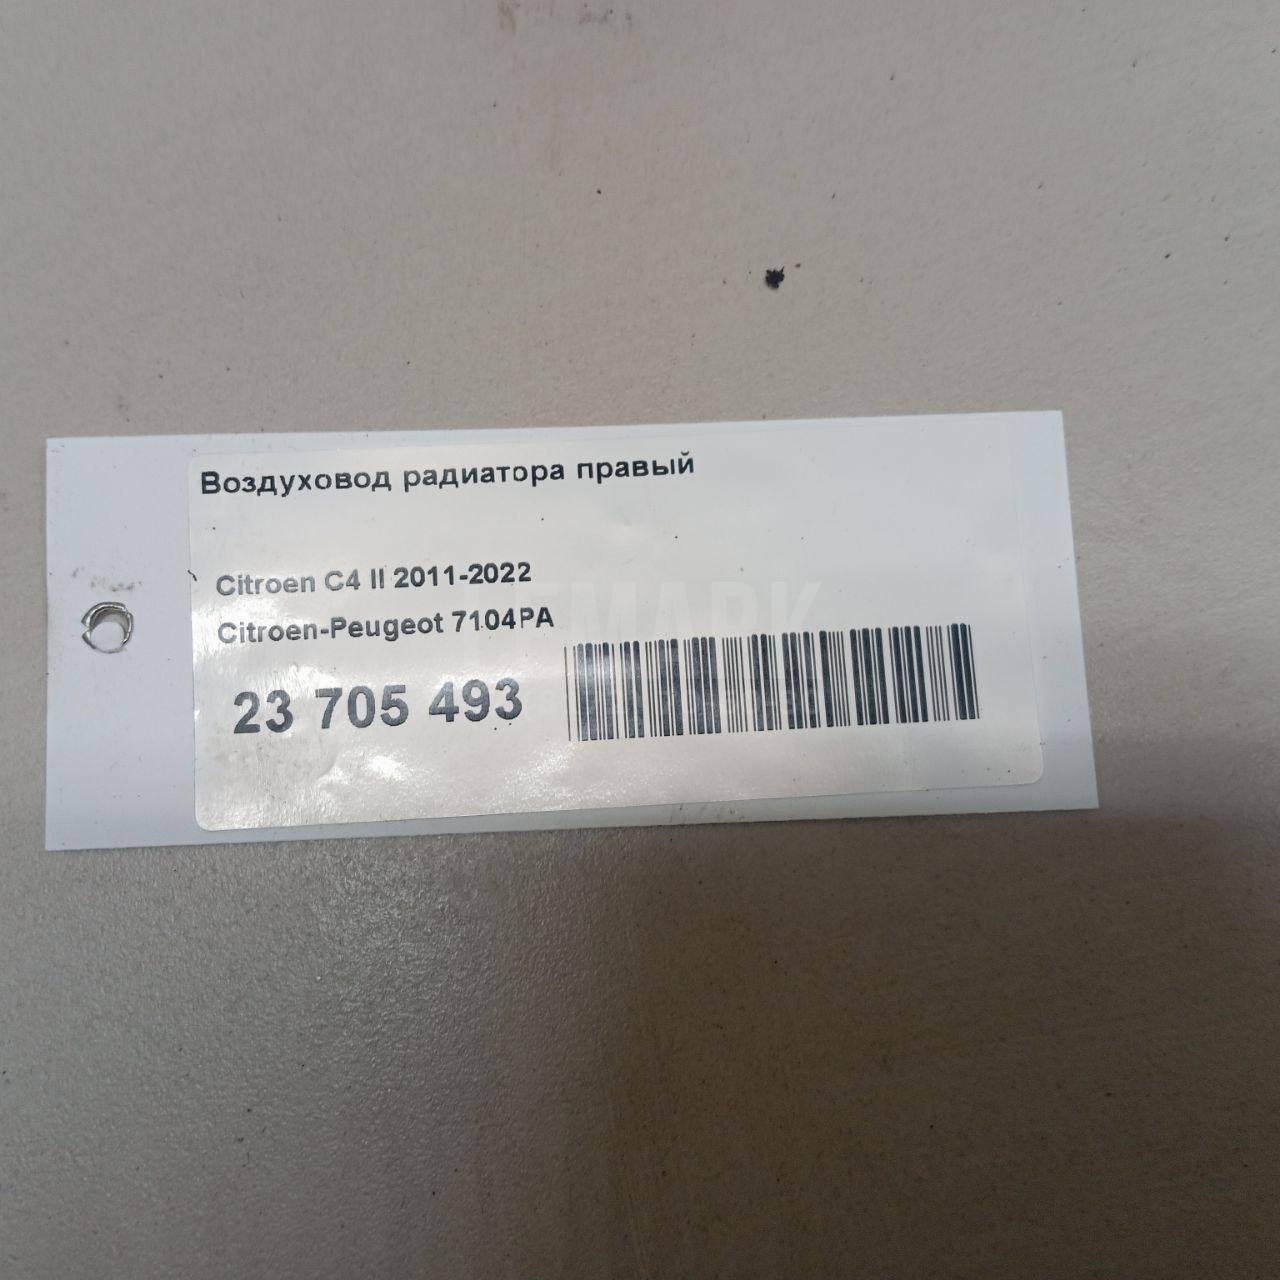 Воздуховод радиатора правый
Citroen C4 II 2011-2022
Citroen-Peugeot 7104PA
23 705 493